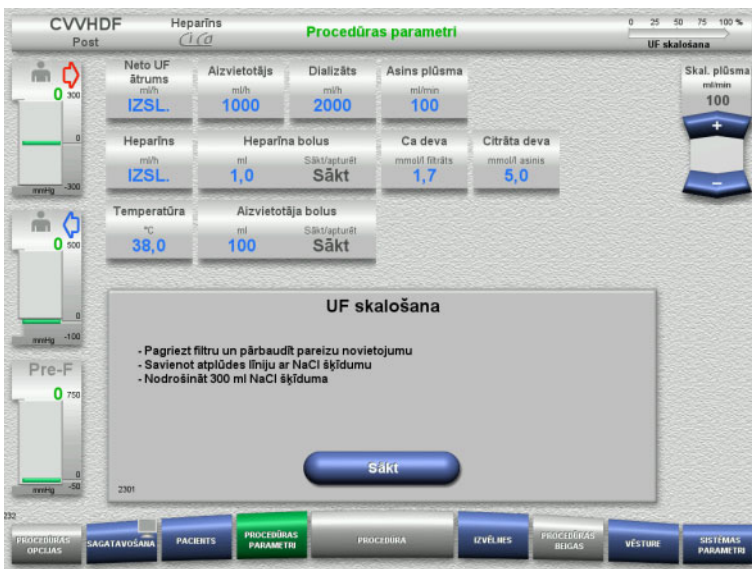 CVVHDF
Post
Heparīns
CiCa
Procedūras parametri
0 25 50 75 100 %
UF skalošana
0
300
0
-300
mmHg
Neto UF ātrums
ml/h
IZSL.
Aizvietotājs
ml/h
1000
Dializāts
ml/h
2000
Asins plūsma
ml/min
100
Skal. plūsma
ml/min
100
+
–
Heparīns
ml/h
IZSL.
Heparīna bolus
ml Sākt/apturēt
1,0 Sākt
Ca deva
mmol/l filtrāts
1,7
Citrāta deva
mmol/l asinis
5,0
Temperatūra
°C
38,0
Aizvietotāja bolus
ml Sākt/apturēt
100 Sākt
0
500
0
-100
mmHg
Pre-F
0
750
0
-50
mmHg
UF skalošana
- Pagriezt filtru un pārbaudīt pareizu novietojumu
- Savienot atplūdes līniju ar NaCl šķīdumu
- Nodrošināt 300 ml NaCl šķīduma
Sākt
2301
232
PROCEDŪRAS OPCIJAS
SAGATAVOŠANA
PACIENTS
PROCEDŪRAS PARAMETRI
PROCEDŪRA
IZVĒLNES
PROCEDŪRAS BEIGAS
VĒSTURE
SISTĒMAS PARAMETRI